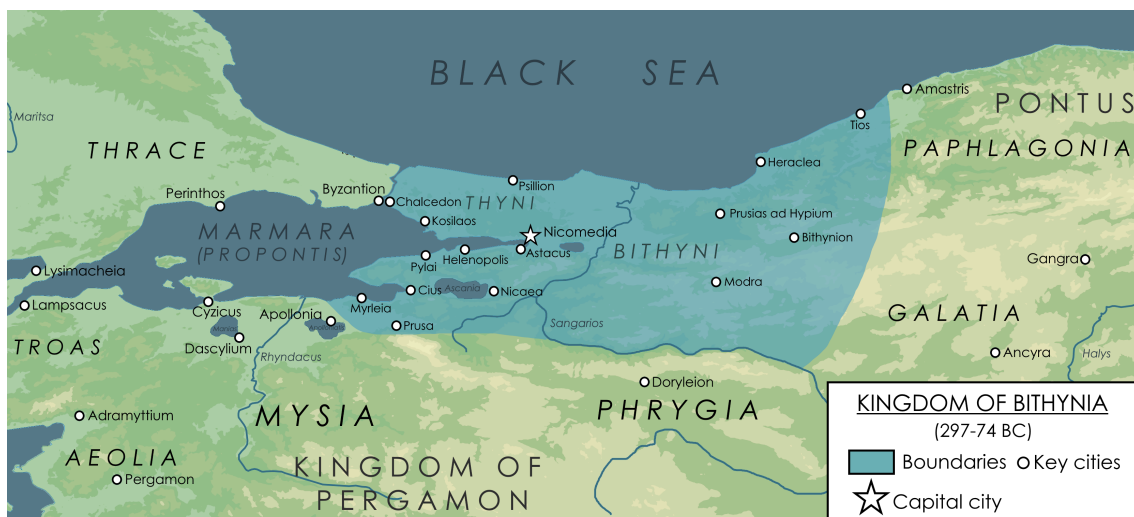 BLACK SEA
Amastris
PONTUS
Maritsa
Tios
THRACE
PAPHLAGONIA
Heraclea
Psillion
Byzantion
Perinthos
Chalcedon
THYNI
Prusias ad Hypium
Kosilaos
MARMARA
(PROPONTIS)
Nicomedia
Bithynion
BITHYNI
Astacus
Helenopolis
Pylai
Gangra
Lysimacheia
Modra
Ascania
Cius
Nicaea
Lampsacus
Myrleia
Cyzicus
Apollonia
GALATIA
Sangarios
Prusa
Manias
Dascylium
TROAS
Rhyndacus
Ancyra
Halys
Doryleion
Adramyttium
MYSIA
PHRYGIA
AEOLIA
Pergamon
KINGDOM OF
PERGAMON
KINGDOM OF BITHYNIA
(297-74 BC)
Boundaries
Key cities
Capital city